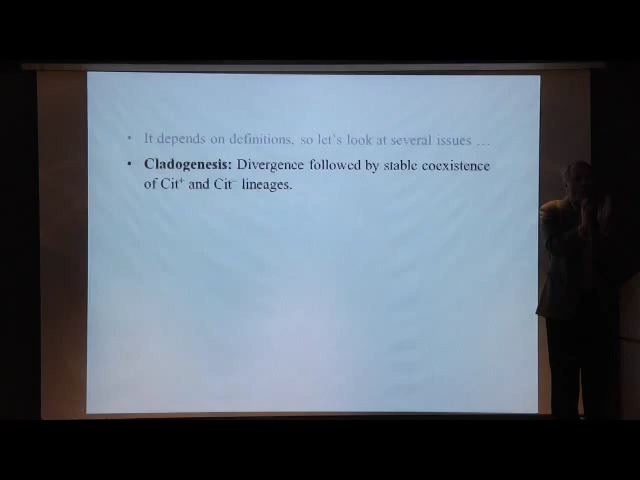 • It depends on definitions, so let's look at several issues …
• Cladogenesis: Divergence followed by stable coexistence
of Cit⁺ and Cit⁻ lineages.